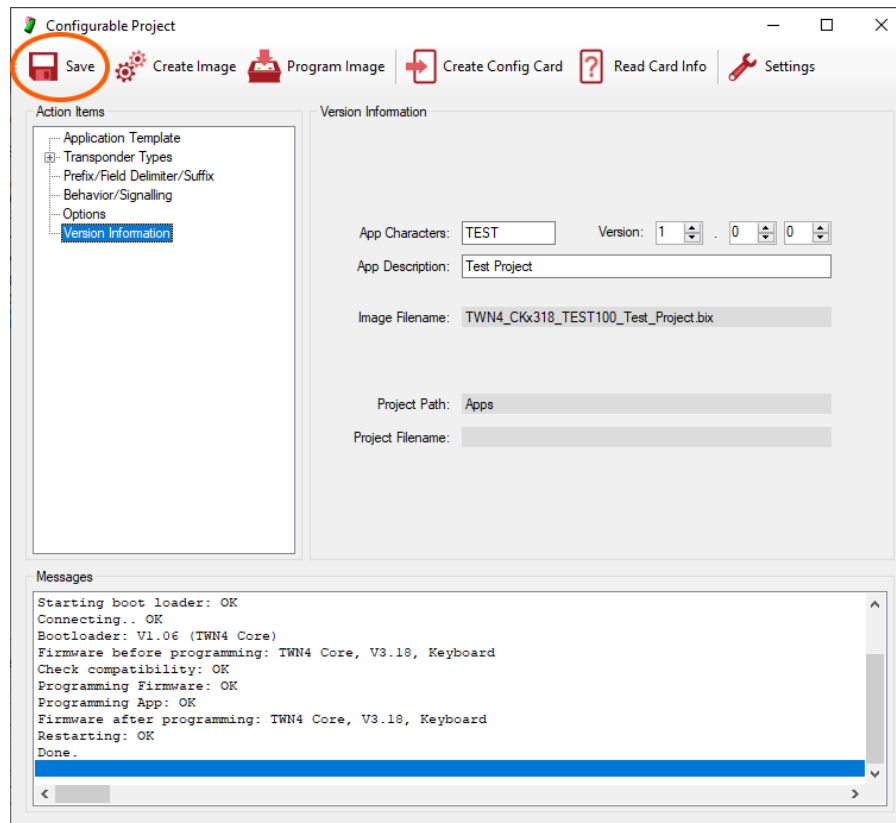 Configurable Project
Save Create Image Program Image Create Config Card ? Read Card Info Settings
Action Items
Application Template
Transponder Types
Prefix/Field Delimiter/Suffix
Behavior/Signalling
Options
Version Information
Version Information
App Characters: TEST Version: 1 . 0 0
App Description: Test Project
Image Filename: TWN4_CKx318_TEST100_Test_Project.bix
Project Path: Apps
Project Filename:
Messages
Starting boot loader: OK
Connecting.. OK
Bootloader: V1.06 (TWN4 Core)
Firmware before programming: TWN4 Core, V3.18, Keyboard
Check compatibility: OK
Programming Firmware: OK
Programming App: OK
Firmware after programming: TWN4 Core, V3.18, Keyboard
Restarting: OK
Done.